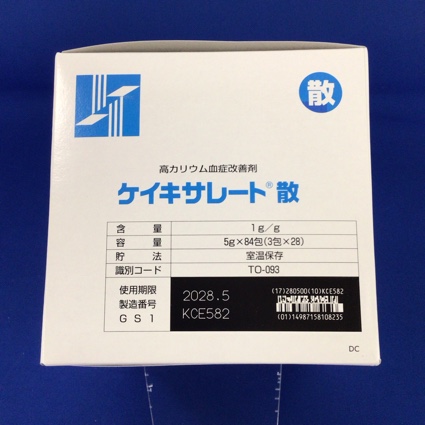 散
高カリウム血症改善剤
ケイキサレート®散
含量 1g/g
容量 5g×84包(3包×28)
貯法 室温保存
識別コード TO-093
使用期限 2028.5
製造番号 KCE582
GS1
(17)280500(10)KCE582
(01)14987158108235
DC